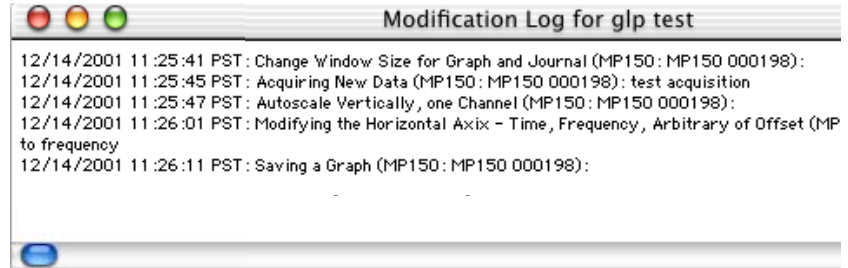 Modification Log for glp test
12/14/2001 11:25:41 PST: Change Window Size for Graph and Journal (MP150: MP150 000198):
12/14/2001 11:25:45 PST: Acquiring New Data (MP150: MP150 000198): test acquisition
12/14/2001 11:25:47 PST: Autoscale Vertically, one Channel (MP150: MP150 000198):
12/14/2001 11:26:01 PST: Modifying the Horizontal Axix - Time, Frequency, Arbitrary of Offset (MP
to frequency
12/14/2001 11:26:11 PST: Saving a Graph (MP150: MP150 000198):